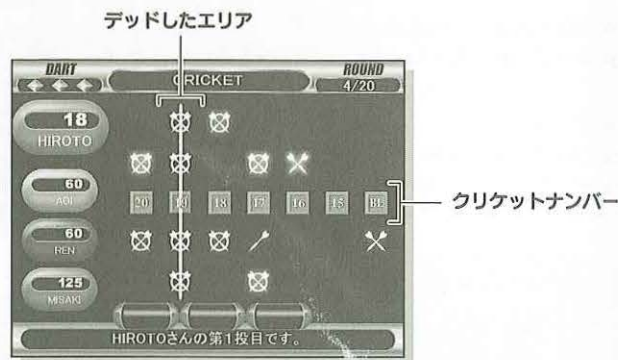 デッドしたエリア
DART
CRICKET
ROUND
4/20
18
HIROTO
60
AOI
20
19
18
17
16
15
クリケットナンバー
60
REN
125
MISAKI
HIROTOさんの第1投目です。